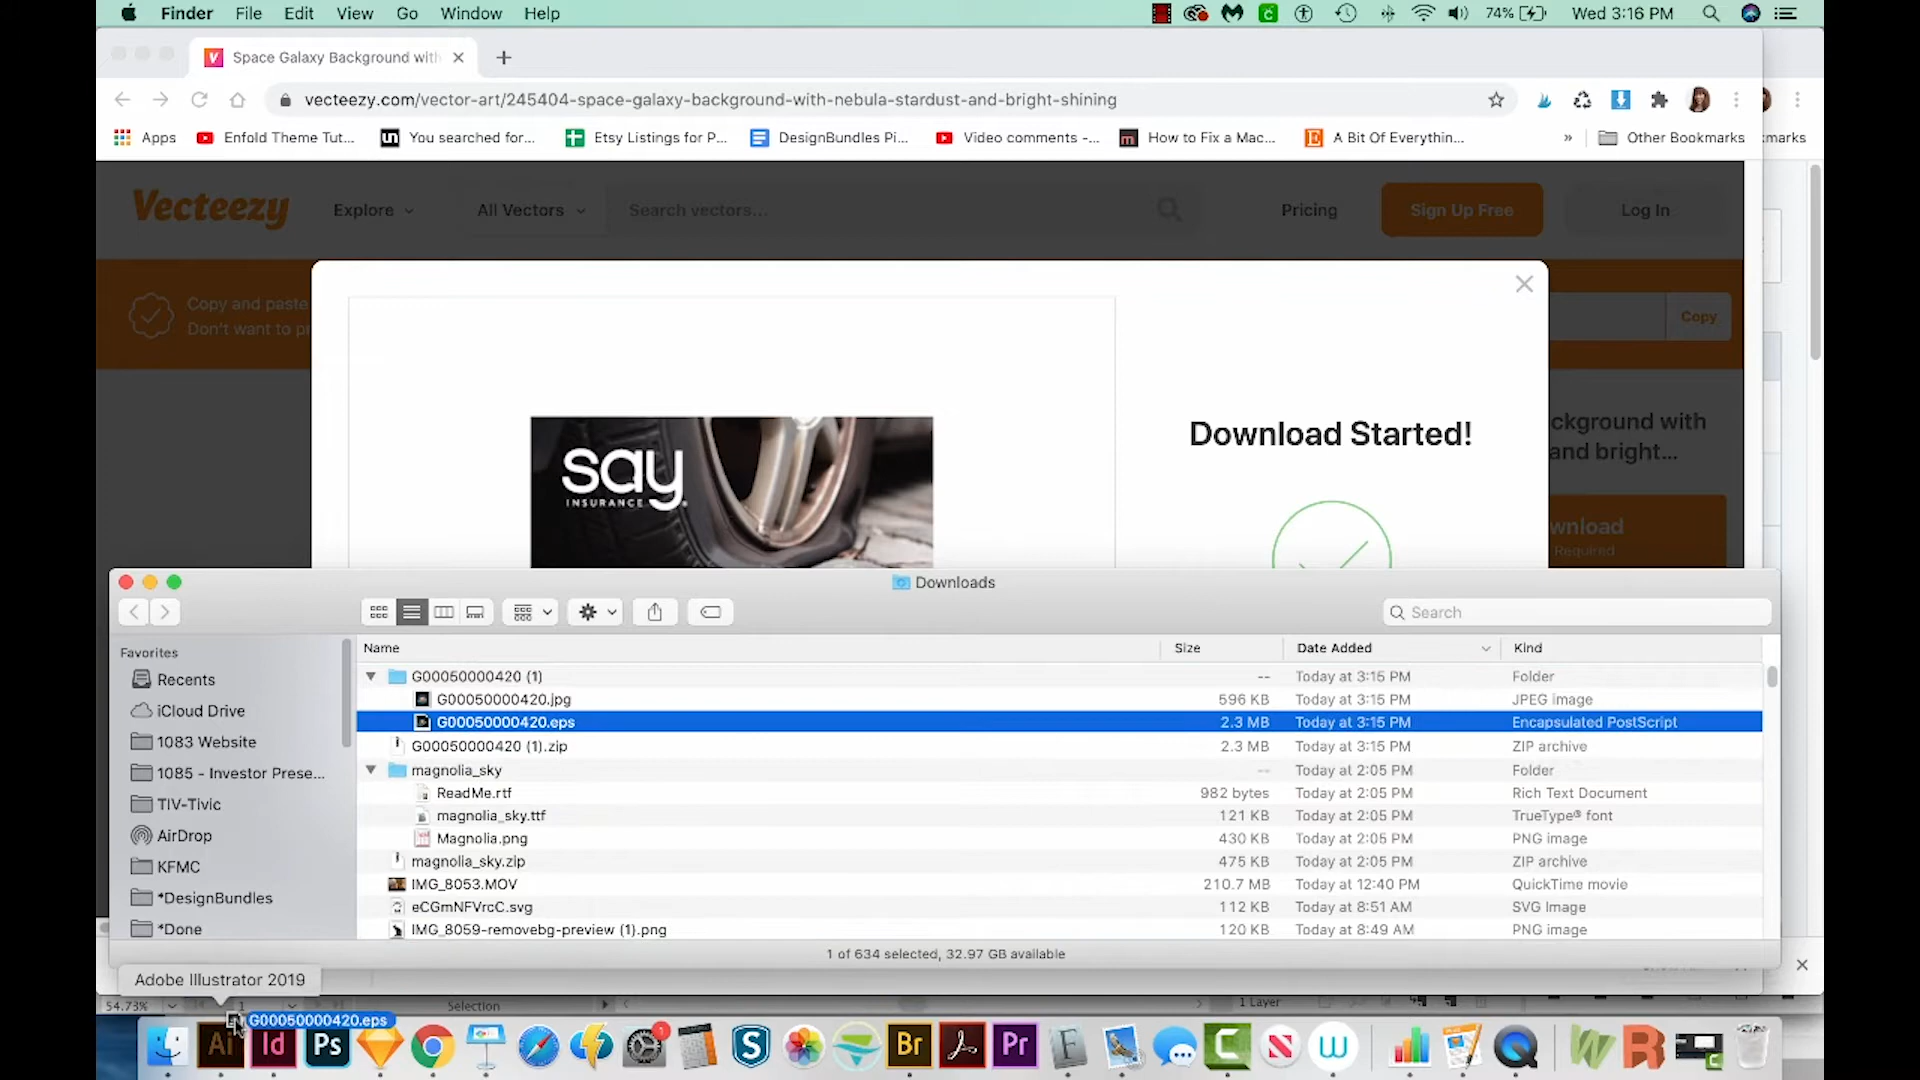 Finder File Edit View Go Window Help 74% Wed 3:16 PM
Space Galaxy Background with
vecteezy.com/vector-art/245404-space-galaxy-background-with-nebula-stardust-and-bright-shining
Apps Enfold Theme Tut... un You searched for... Etsy Listings for P... DesignBundles Pi... Video comments -... How to Fix a Mac... A Bit Of Everythin... » Other Bookmarks marks
Vecteezy Explore All Vectors Search vectors... Pricing Sign Up Free Log In
Copy and paste
Don't want to pr
Copy
ckground with
and bright...
Download Started!
say
INSURANCE
wnload
Required
Downloads
Search
Favorites
Recents
iCloud Drive
1083 Website
1085 - Investor Prese...
TIV-Tivic
AirDrop
KFMC
*DesignBundles
*Done
Name Size Date Added Kind
G00050000420 (1) -- Today at 3:15 PM Folder
G00050000420.jpg 596 KB Today at 3:15 PM JPEG image
G00050000420.eps 2.3 MB Today at 3:15 PM Encapsulated PostScript
G00050000420 (1).zip 2.3 MB Today at 3:15 PM ZIP archive
magnolia_sky -- Today at 2:05 PM Folder
ReadMe.rtf 982 bytes Today at 2:05 PM Rich Text Document
magnolia_sky.ttf 121 KB Today at 2:05 PM TrueType® font
Magnolia.png 430 KB Today at 2:05 PM PNG image
magnolia_sky.zip 475 KB Today at 2:05 PM ZIP archive
IMG_8053.MOV 210.7 MB Today at 12:40 PM QuickTime movie
eCGmNFVrcC.svg 112 KB Today at 8:51 AM SVG Image
IMG_8059-removebg-preview (1).png 120 KB Today at 8:49 AM PNG image
1 of 634 selected, 32.97 GB available
Adobe Illustrator 2019
54.73% 1 Selection 1 Layer
G00050000420.eps
Ai Id Ps 1 S Br Pr F C N W